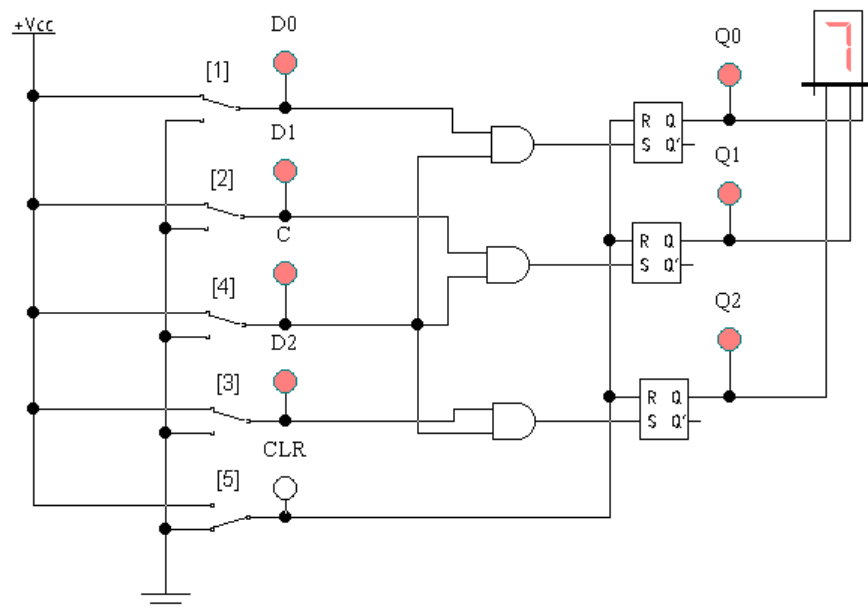 +Vcc
D0
[1]
D1
[2]
C
[4]
D2
[3]
CLR
[5]
R Q
S Q'
Q0
R Q
S Q'
Q1
R Q
S Q'
Q2
7